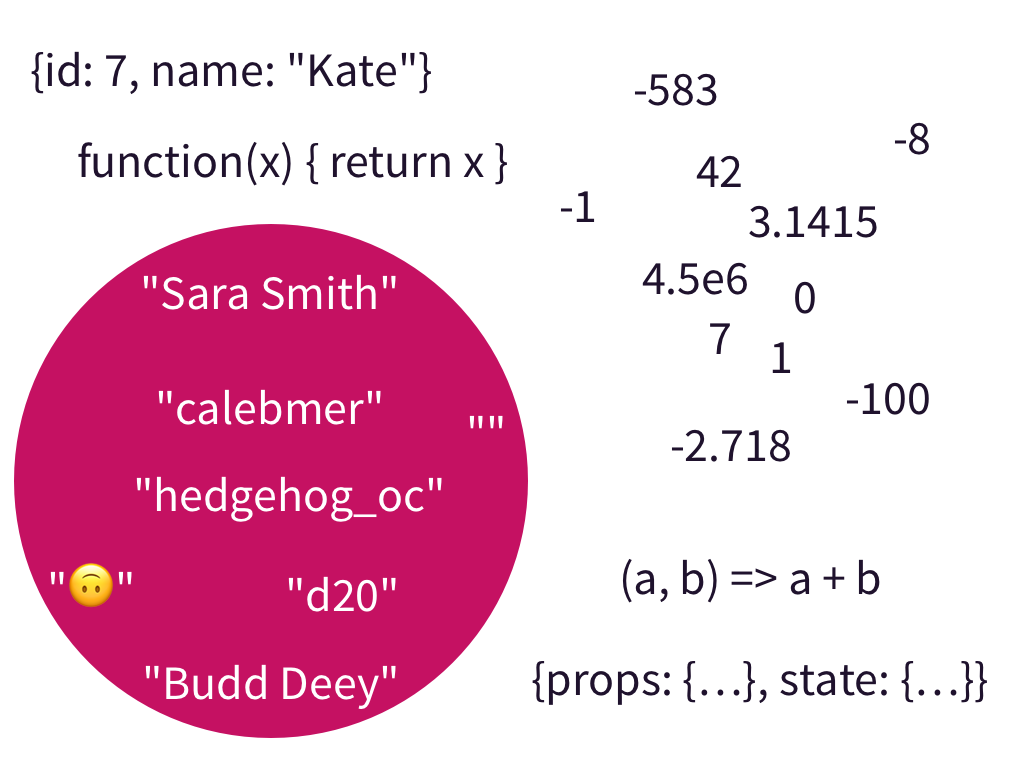 {id: 7, name: "Kate"}
function(x) { return x }
-583
-8
42
-1
3.1415
4.5e6
0
7
1
-100
-2.718
"Sara Smith"
"calebmer"
""
"hedgehog_oc"
"🙃"
"d20"
"Budd Deey"
(a, b) => a + b
{props: {…}, state: {…}}